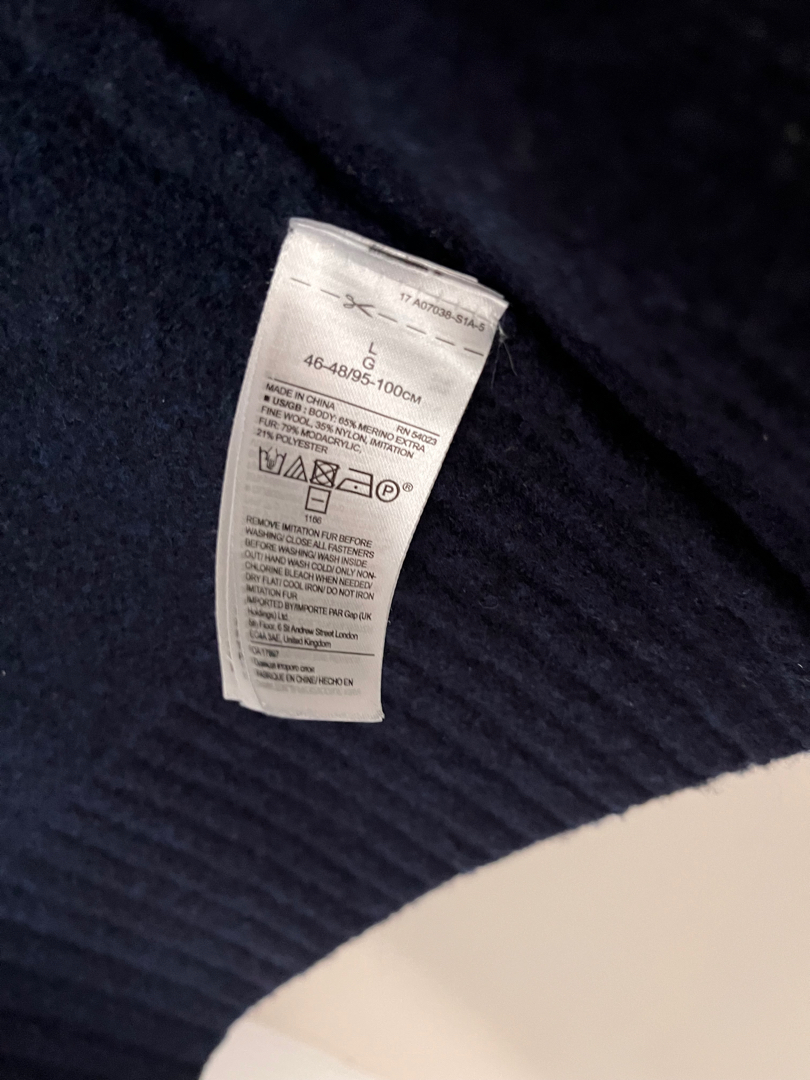 17 A07038-S1A-5
L
G
46-48/95-100CM
MADE IN CHINA
RN 54023
■ US/GB : BODY: 65% MERINO EXTRA
FINE WOOL, 35% NYLON, IMITATION
FUR: 79% MODACRYLIC,
21% POLYESTER
P®
1166
REMOVE IMITATION FUR BEFORE
WASHING/ CLOSE ALL FASTENERS
BEFORE WASHING/ WASH INSIDE
OUT/ HAND WASH COLD/ ONLY NON-
CHLORINE BLEACH WHEN NEEDED/
DRY FLAT/ COOL IRON/ DO NOT IRON
IMITATION FUR
IMPORTED BY/IMPORTE PAR Gap (UK
Holdings) Ltd.
Floor, 6 St Andrew Street London
EC4A 3AE, United Kingdom
FABRIQUE EN CHINE/ HECHO EN